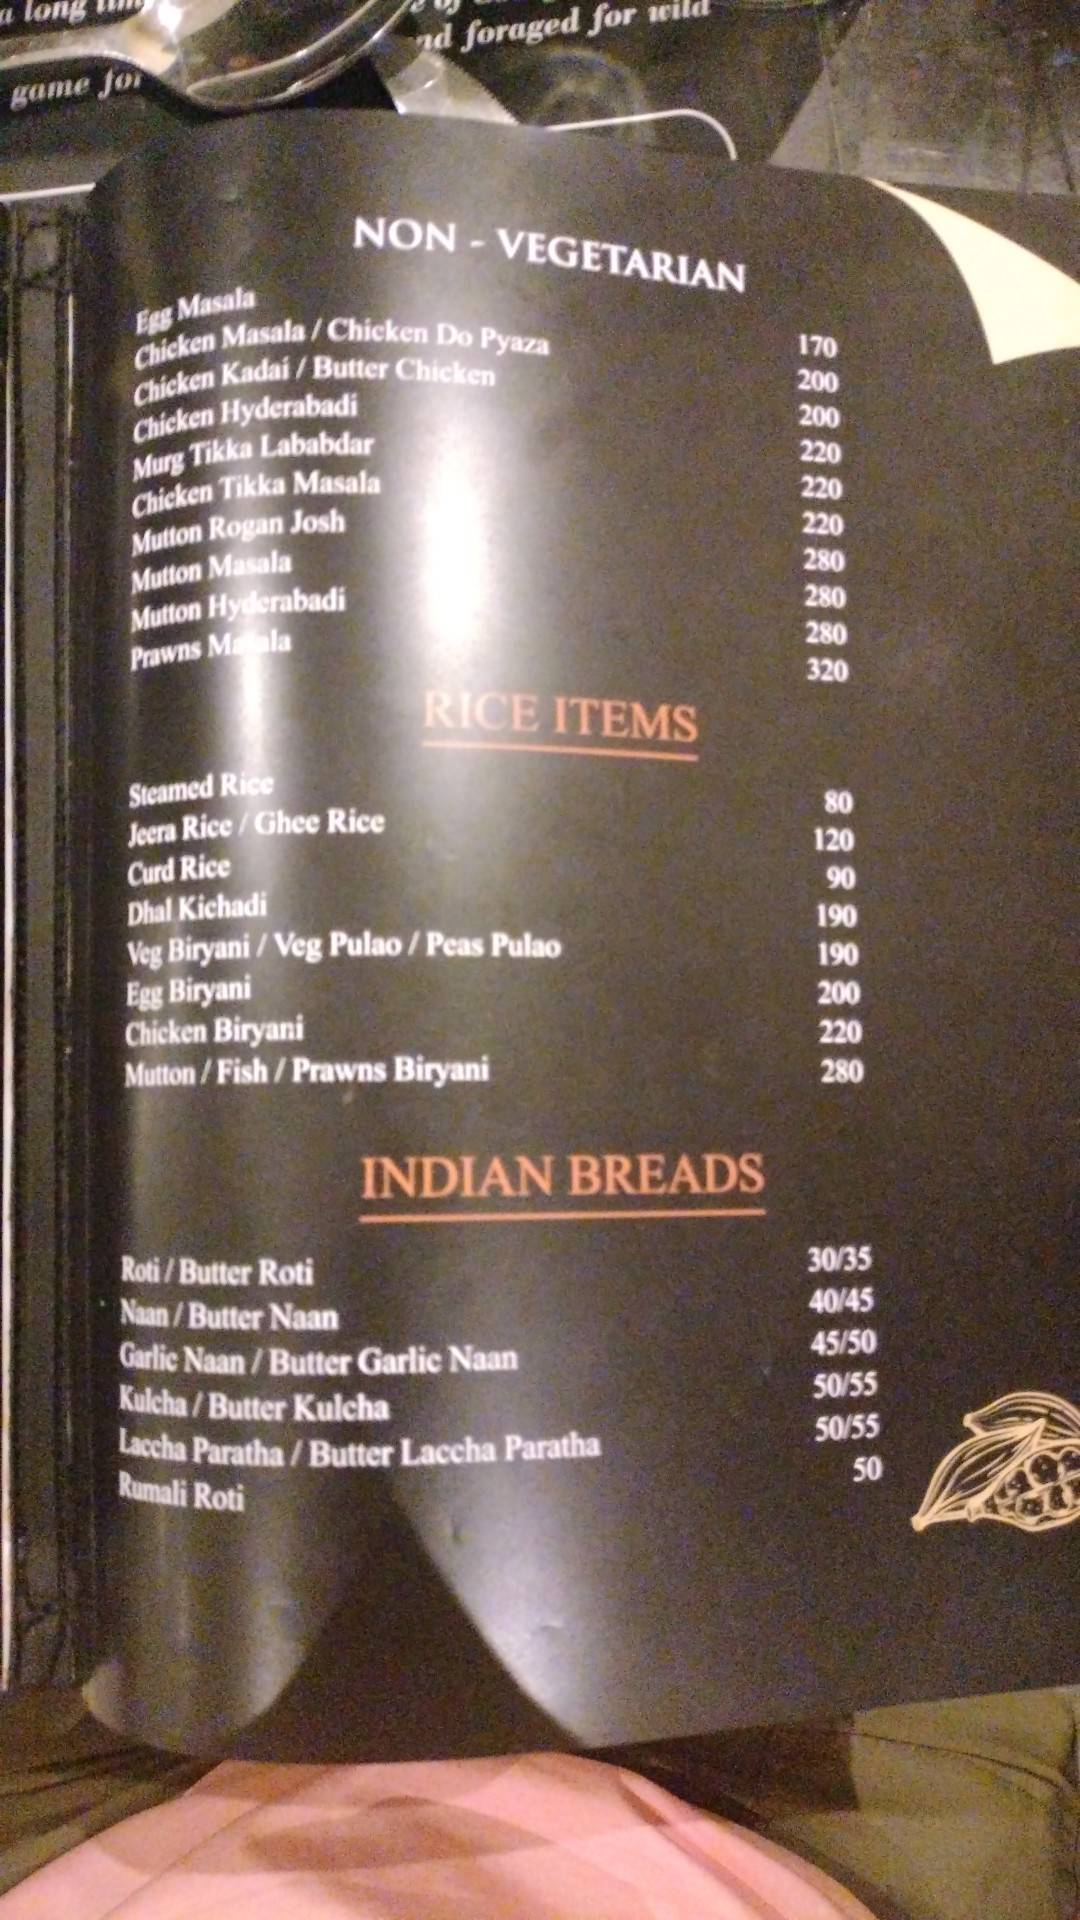 a long
game for
nd foraged for wild
NON - VEGETARIAN
Egg Masala 170
Chicken Masala / Chicken Do Pyaza 200
Chicken Kadai / Butter Chicken 200
Chicken Hyderabadi 220
Murg Tikka Lababdar 220
Chicken Tikka Masala 220
Mutton Rogan Josh 280
Mutton Masala 280
Mutton Hyderabadi 280
Prawns Masala 320
RICE ITEMS
Steamed Rice 80
Jeera Rice / Ghee Rice 120
Curd Rice 90
Dhal Kichadi 190
Veg Biryani / Veg Pulao / Peas Pulao 190
Egg Biryani 200
Chicken Biryani 220
Mutton / Fish / Prawns Biryani 280
INDIAN BREADS
Roti / Butter Roti 30/35
Naan / Butter Naan 40/45
Garlic Naan / Butter Garlic Naan 45/50
Kulcha / Butter Kulcha 50/55
Laccha Paratha / Butter Laccha Paratha 50/55
Rumali Roti 50